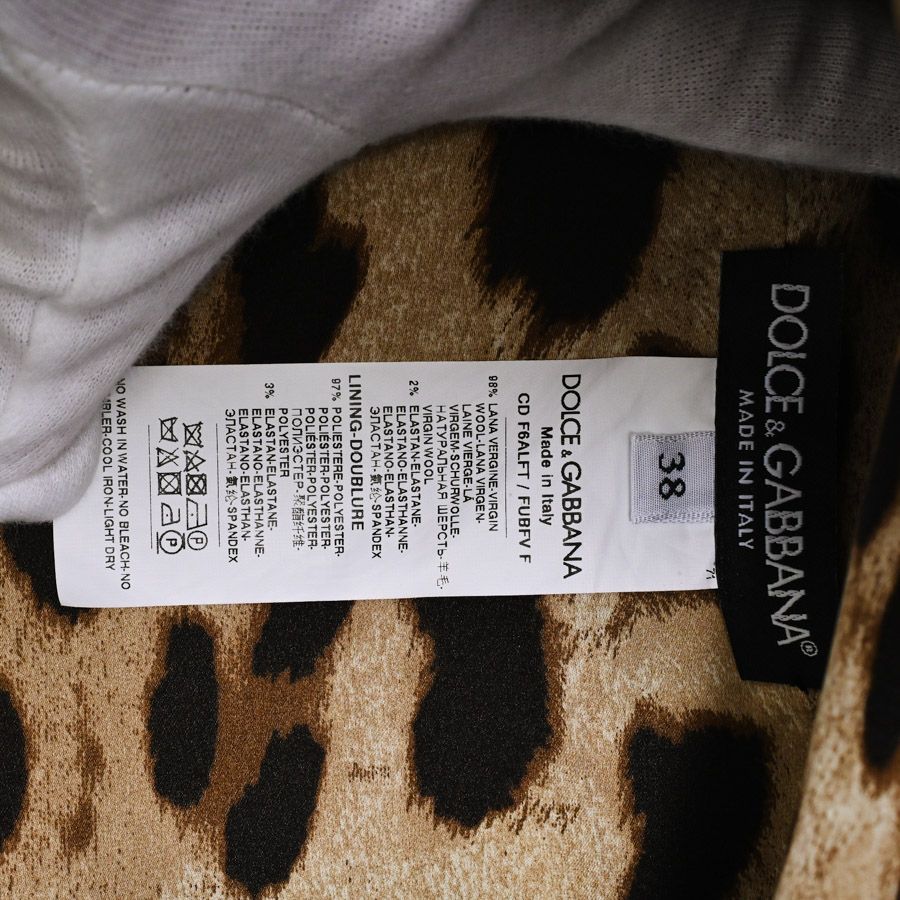 DOLCE & GABBANA®
MADE IN ITALY
38
71
DOLCE & GABBANA
Made in Italy
CD F6ALFT / FUBFV F
98% LANA VERGINE-VIRGIN
WOOL-LANA VIRGEN-
LAINE VIERGE-LÃ
VIRGEM-SCHURWOLLE-
НАТУРАЛЬНАЯ ШЕРСТЬ-羊毛-
VIRGIN WOOL
2% ELASTAN-ELASTANE-
ELASTANO-ELASTHANNE-
ELASTANO-ELASTHAN-
ЭЛАСТАН-氨纶-SPANDEX
LINING-DOUBLURE
97% POLIESTERE-POLYESTER-
POLIÉSTER-POLYESTER-
POLIÉSTER-POLYESTER-
ПОЛИЭСТЕР-聚酯纤维-
POLYESTER
3% ELASTAN-ELASTANE-
ELASTANO-ELASTHANNE-
ELASTANO-ELASTHAN-
ЭЛАСТАН-氨纶-SPANDEX
NO WASH IN WATER-NO BLEACH-NO
COOL IRON-LIGHT DRY